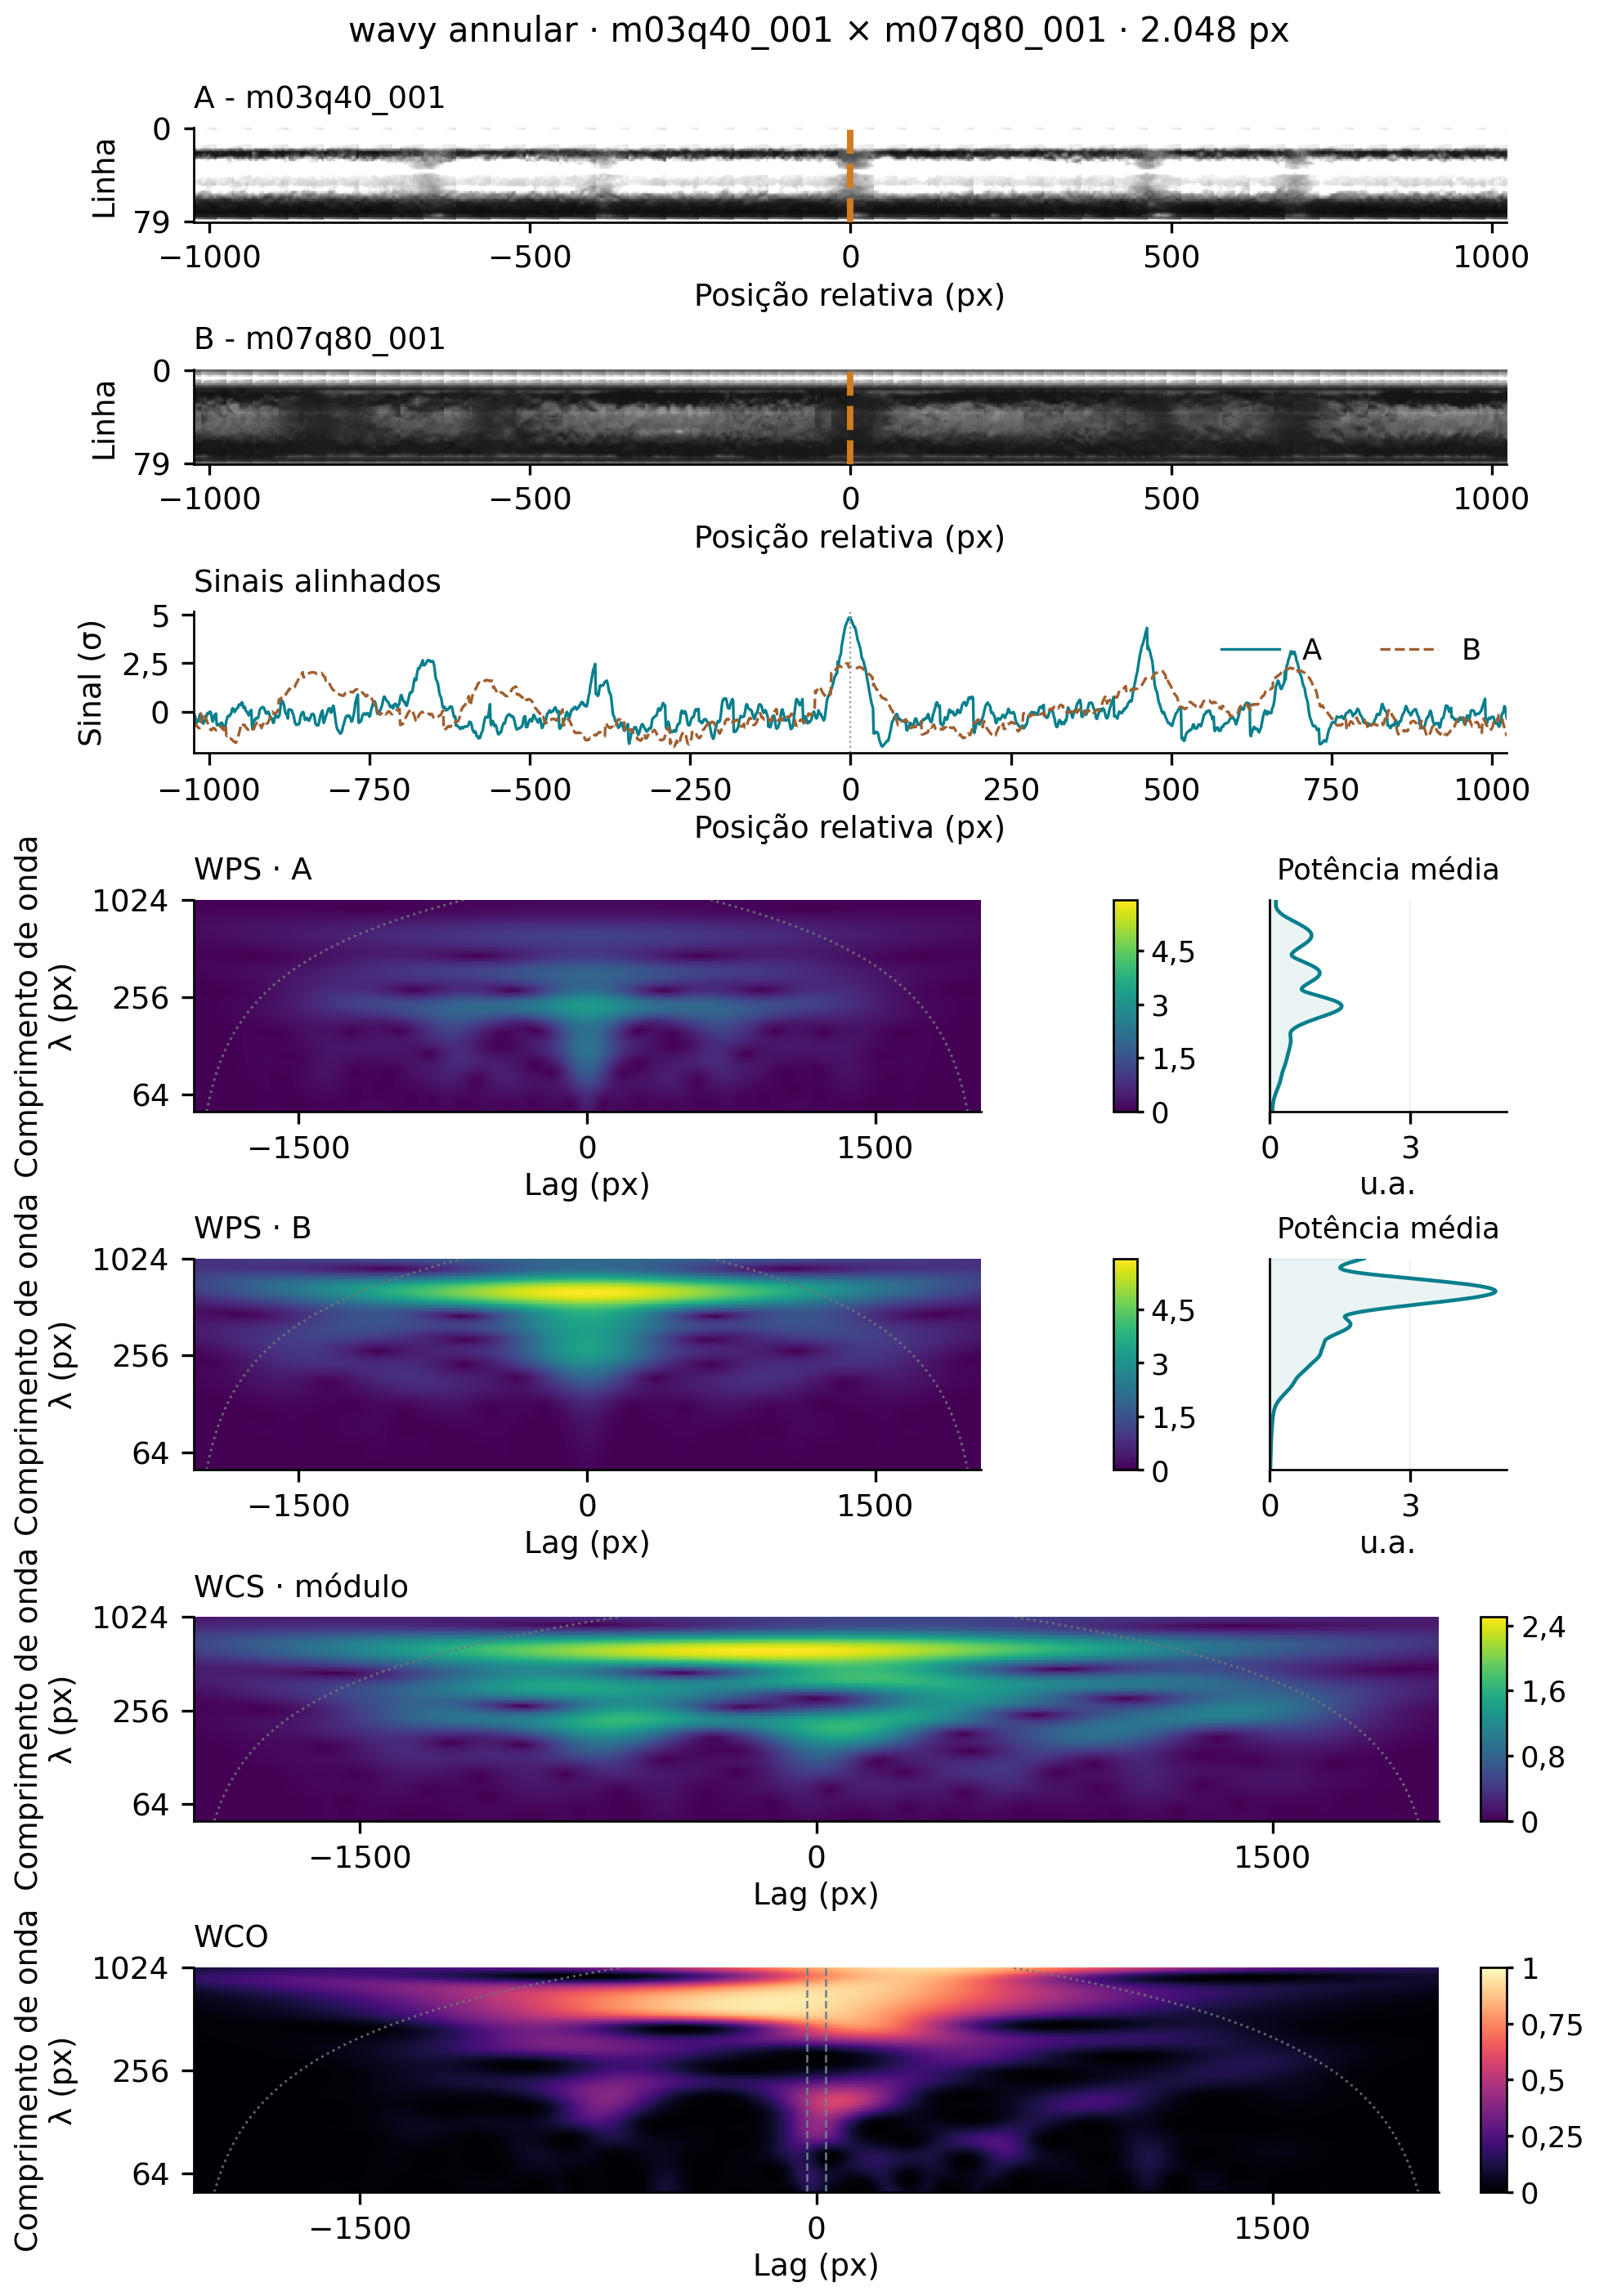 wavy annular · m03q40_001 × m07q80_001 · 2.048 px
A - m03q40_001
Linha
0
79
−1000
−500
0
500
1000
Posição relativa (px)
B - m07q80_001
Linha
0
79
−1000
−500
0
500
1000
Posição relativa (px)
Sinais alinhados
Sinal (σ)
5
2,5
0
A
B
−1000
−750
−500
−250
0
250
500
750
1000
Posição relativa (px)
WPS · A
Comprimento de onda
λ (px)
1024
256
64
−1500
0
1500
Lag (px)
4,5
3
1,5
0
Potência média
0
3
u.a.
WPS · B
Comprimento de onda
λ (px)
1024
256
64
−1500
0
1500
Lag (px)
4,5
3
1,5
0
Potência média
0
3
u.a.
WCS · módulo
Comprimento de onda
λ (px)
1024
256
64
−1500
0
1500
Lag (px)
2,4
1,6
0,8
0
WCO
Comprimento de onda
λ (px)
1024
256
64
−1500
0
1500
Lag (px)
1
0,75
0,5
0,25
0